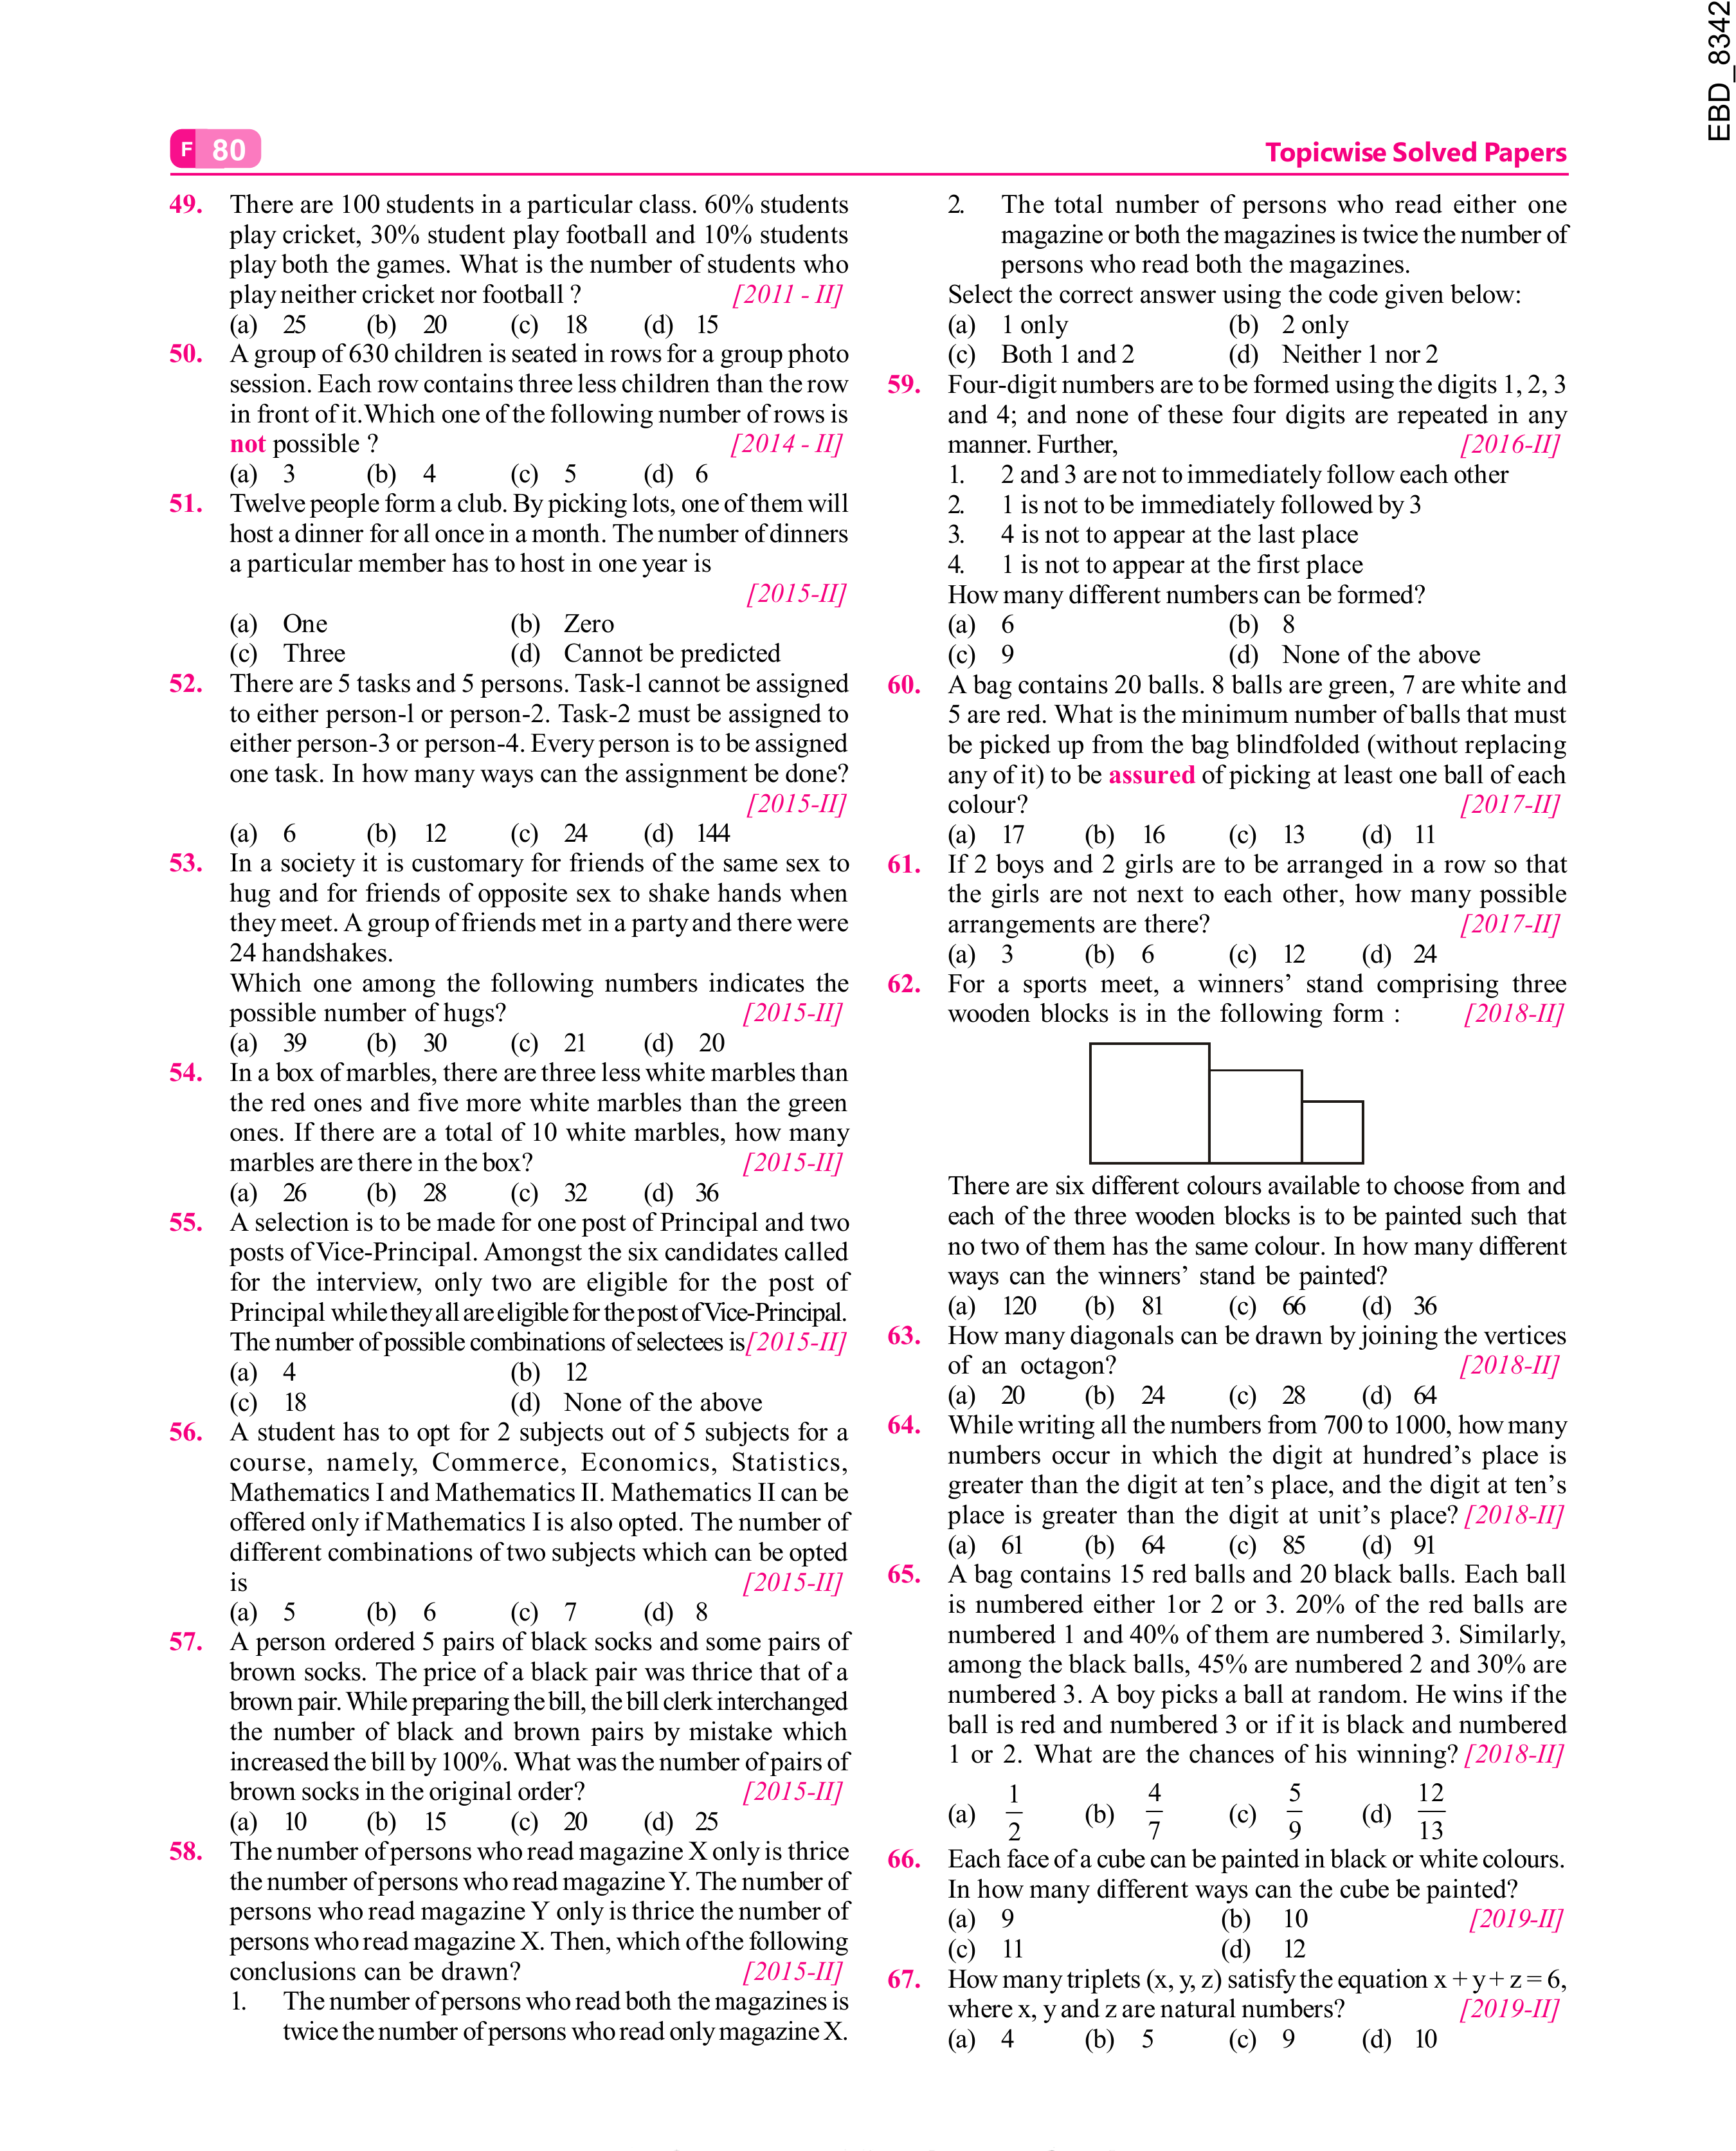 EBD_8342
F 80
Topicwise Solved Papers
49. There are 100 students in a particular class. 60% students
play cricket, 30% student play football and 10% students
play both the games. What is the number of students who
play neither cricket nor football ? [2011 - II]
(a) 25 (b) 20 (c) 18 (d) 15
50. A group of 630 children is seated in rows for a group photo
session. Each row contains three less children than the row
in front of it.Which one of the following number of rows is
not possible ? [2014 - II]
(a) 3 (b) 4 (c) 5 (d) 6
51. Twelve people form a club. By picking lots, one of them will
host a dinner for all once in a month. The number of dinners
a particular member has to host in one year is
[2015-II]
(a) One (b) Zero
(c) Three (d) Cannot be predicted
52. There are 5 tasks and 5 persons. Task-l cannot be assigned
to either person-l or person-2. Task-2 must be assigned to
either person-3 or person-4. Every person is to be assigned
one task. In how many ways can the assignment be done?
[2015-II]
(a) 6 (b) 12 (c) 24 (d) 144
53. In a society it is customary for friends of the same sex to
hug and for friends of opposite sex to shake hands when
they meet. A group of friends met in a party and there were
24 handshakes.
Which one among the following numbers indicates the
possible number of hugs? [2015-II]
(a) 39 (b) 30 (c) 21 (d) 20
54. In a box of marbles, there are three less white marbles than
the red ones and five more white marbles than the green
ones. If there are a total of 10 white marbles, how many
marbles are there in the box? [2015-II]
(a) 26 (b) 28 (c) 32 (d) 36
55. A selection is to be made for one post of Principal and two
posts of Vice-Principal. Amongst the six candidates called
for the interview, only two are eligible for the post of
Principal while they all are eligible for the post of Vice-Principal.
The number of possible combinations of selectees is [2015-II]
(a) 4 (b) 12
(c) 18 (d) None of the above
56. A student has to opt for 2 subjects out of 5 subjects for a
course, namely, Commerce, Economics, Statistics,
Mathematics I and Mathematics II. Mathematics II can be
offered only if Mathematics I is also opted. The number of
different combinations of two subjects which can be opted
is [2015-II]
(a) 5 (b) 6 (c) 7 (d) 8
57. A person ordered 5 pairs of black socks and some pairs of
brown socks. The price of a black pair was thrice that of a
brown pair. While preparing the bill, the bill clerk interchanged
the number of black and brown pairs by mistake which
increased the bill by 100%. What was the number of pairs of
brown socks in the original order? [2015-II]
(a) 10 (b) 15 (c) 20 (d) 25
58. The number of persons who read magazine X only is thrice
the number of persons who read magazine Y. The number of
persons who read magazine Y only is thrice the number of
persons who read magazine X. Then, which of the following
conclusions can be drawn? [2015-II]
1. The number of persons who read both the magazines is
twice the number of persons who read only magazine X.
2. The total number of persons who read either one
magazine or both the magazines is twice the number of
persons who read both the magazines.
Select the correct answer using the code given below:
(a) 1 only (b) 2 only
(c) Both 1 and 2 (d) Neither 1 nor 2
59. Four-digit numbers are to be formed using the digits 1, 2, 3
and 4; and none of these four digits are repeated in any
manner. Further, [2016-II]
1. 2 and 3 are not to immediately follow each other
2. 1 is not to be immediately followed by 3
3. 4 is not to appear at the last place
4. 1 is not to appear at the first place
How many different numbers can be formed?
(a) 6 (b) 8
(c) 9 (d) None of the above
60. A bag contains 20 balls. 8 balls are green, 7 are white and
5 are red. What is the minimum number of balls that must
be picked up from the bag blindfolded (without replacing
any of it) to be assured of picking at least one ball of each
colour? [2017-II]
(a) 17 (b) 16 (c) 13 (d) 11
61. If 2 boys and 2 girls are to be arranged in a row so that
the girls are not next to each other, how many possible
arrangements are there? [2017-II]
(a) 3 (b) 6 (c) 12 (d) 24
62. For a sports meet, a winners' stand comprising three
wooden blocks is in the following form : [2018-II]
There are six different colours available to choose from and
each of the three wooden blocks is to be painted such that
no two of them has the same colour. In how many different
ways can the winners' stand be painted?
(a) 120 (b) 81 (c) 66 (d) 36
63. How many diagonals can be drawn by joining the vertices
of an octagon? [2018-II]
(a) 20 (b) 24 (c) 28 (d) 64
64. While writing all the numbers from 700 to 1000, how many
numbers occur in which the digit at hundred's place is
greater than the digit at ten's place, and the digit at ten's
place is greater than the digit at unit's place? [2018-II]
(a) 61 (b) 64 (c) 85 (d) 91
65. A bag contains 15 red balls and 20 black balls. Each ball
is numbered either 1or 2 or 3. 20% of the red balls are
numbered 1 and 40% of them are numbered 3. Similarly,
among the black balls, 45% are numbered 2 and 30% are
numbered 3. A boy picks a ball at random. He wins if the
ball is red and numbered 3 or if it is black and numbered
1 or 2. What are the chances of his winning? [2018-II]
(a) 1/2 (b) 4/7 (c) 5/9 (d) 12/13
66. Each face of a cube can be painted in black or white colours.
In how many different ways can the cube be painted?
(a) 9 (b) 10 [2019-II]
(c) 11 (d) 12
67. How many triplets (x, y, z) satisfy the equation x + y + z = 6,
where x, y and z are natural numbers? [2019-II]
(a) 4 (b) 5 (c) 9 (d) 10